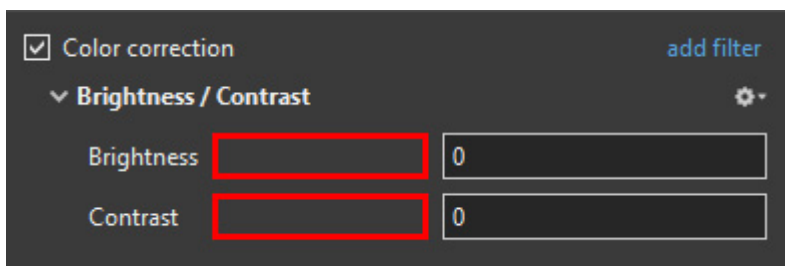 Color correction add filter
Brightness / Contrast
Brightness 0
Contrast 0